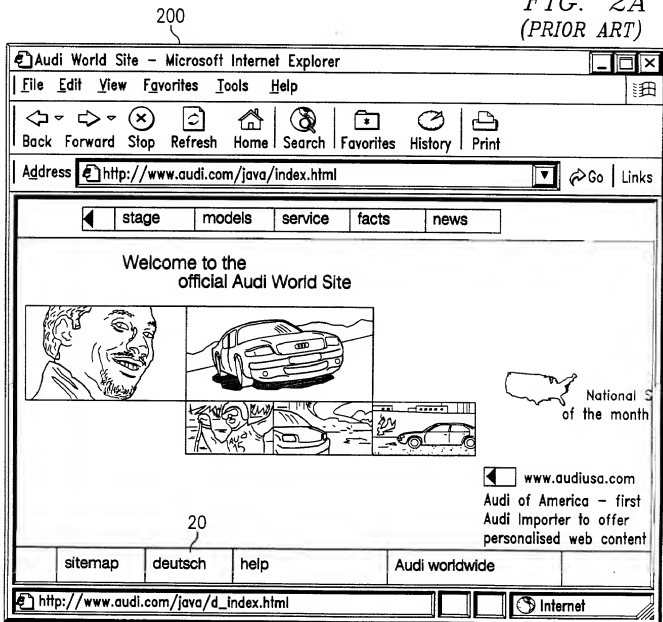 FIG. 2A
(PRIOR ART)
200
Audi World Site – Microsoft Internet Explorer
File Edit View Favorites Tools Help
Back Forward Stop Refresh Home Search Favorites History Print
Address http://www.audi.com/java/index.html Go Links
stage models service facts news
Welcome to the
official Audi World Site
National S
of the month
www.audiusa.com
Audi of America – first
Audi Importer to offer
personalised web content
20
sitemap deutsch help Audi worldwide
http://www.audi.com/java/d_index.html Internet